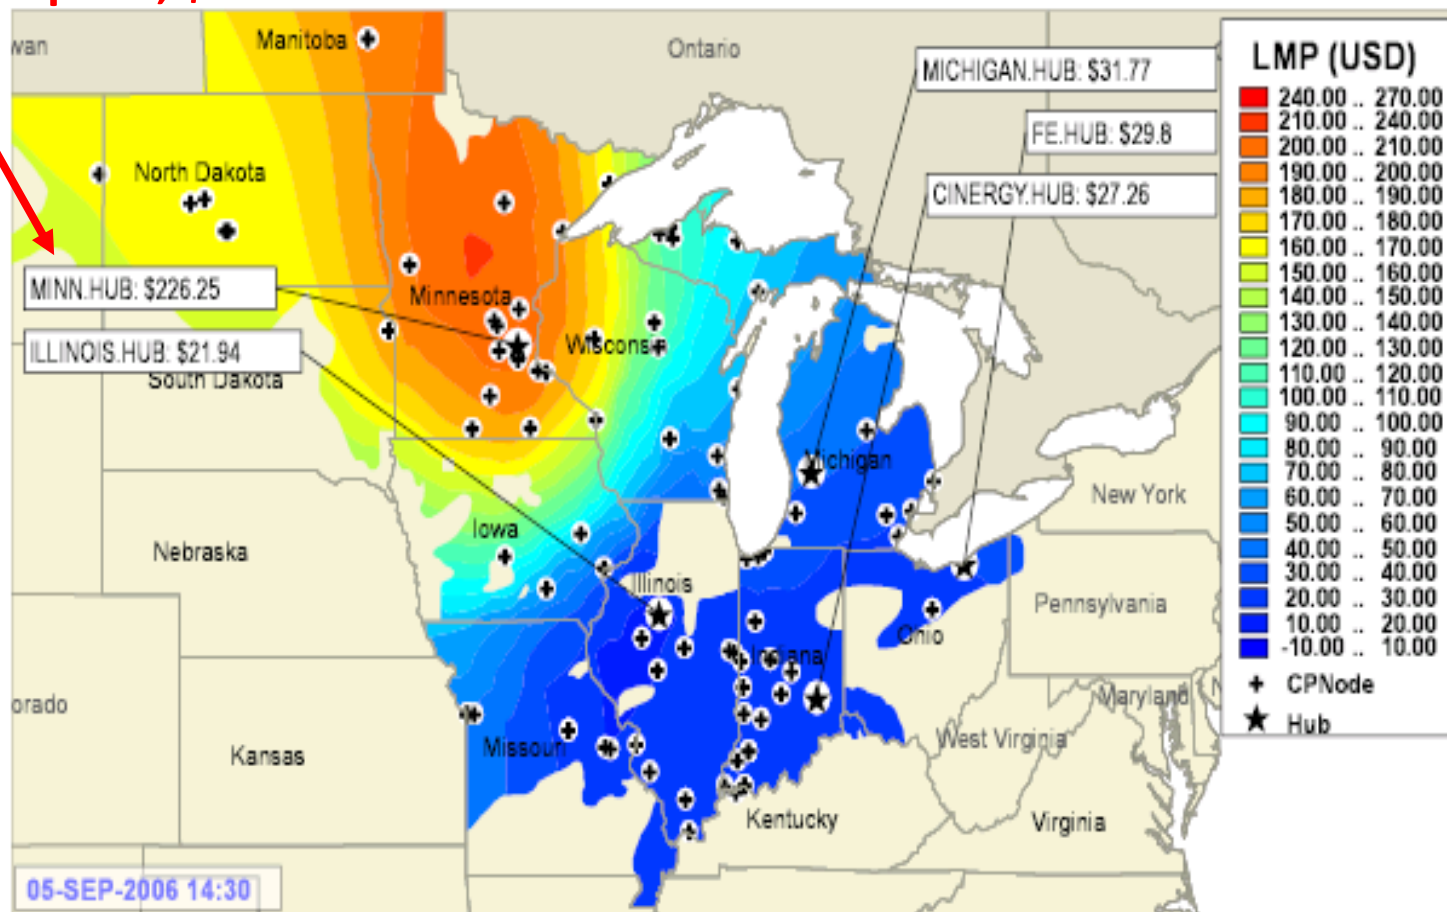 wan
Manitoba
Ontario
North Dakota
MINN.HUB: $226.25
Minnesota
ILLINOIS.HUB: $21.94
South Dakota
Wisconsin
MICHIGAN.HUB: $31.77
FE.HUB: $29.8
CINERGY.HUB: $27.26
Michigan
New York
Iowa
Nebraska
Illinois
Pennsylvania
Ohio
Indiana
orado
Maryland
N
Missouri
West Virginia
Kansas
Kentucky
Virginia
05-SEP-2006 14:30
LMP (USD)
240.00 .. 270.00
210.00 .. 240.00
200.00 .. 210.00
190.00 .. 200.00
180.00 .. 190.00
170.00 .. 180.00
160.00 .. 170.00
150.00 .. 160.00
140.00 .. 150.00
130.00 .. 140.00
120.00 .. 130.00
110.00 .. 120.00
100.00 .. 110.00
90.00 .. 100.00
80.00 .. 90.00
70.00 .. 80.00
60.00 .. 70.00
50.00 .. 60.00
40.00 .. 50.00
30.00 .. 40.00
20.00 .. 30.00
10.00 .. 20.00
-10.00 .. 10.00
CPNode
Hub